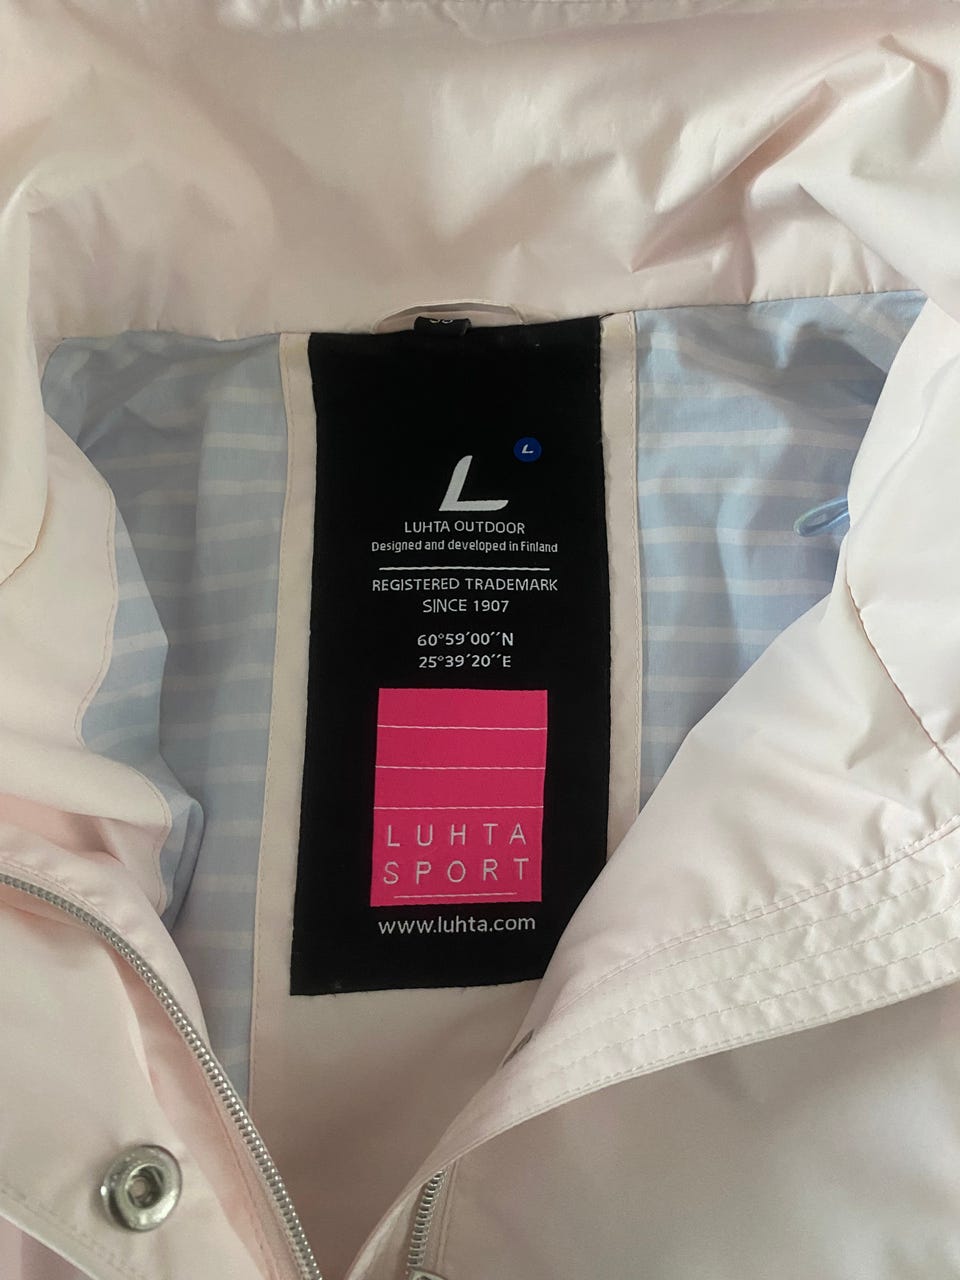 L
L
LUHTA OUTDOOR
Designed and developed in Finland
REGISTERED TRADEMARK
SINCE 1907
60°59′00′′N
25°39′20′′E
LUHTA
SPORT
www.luhta.com